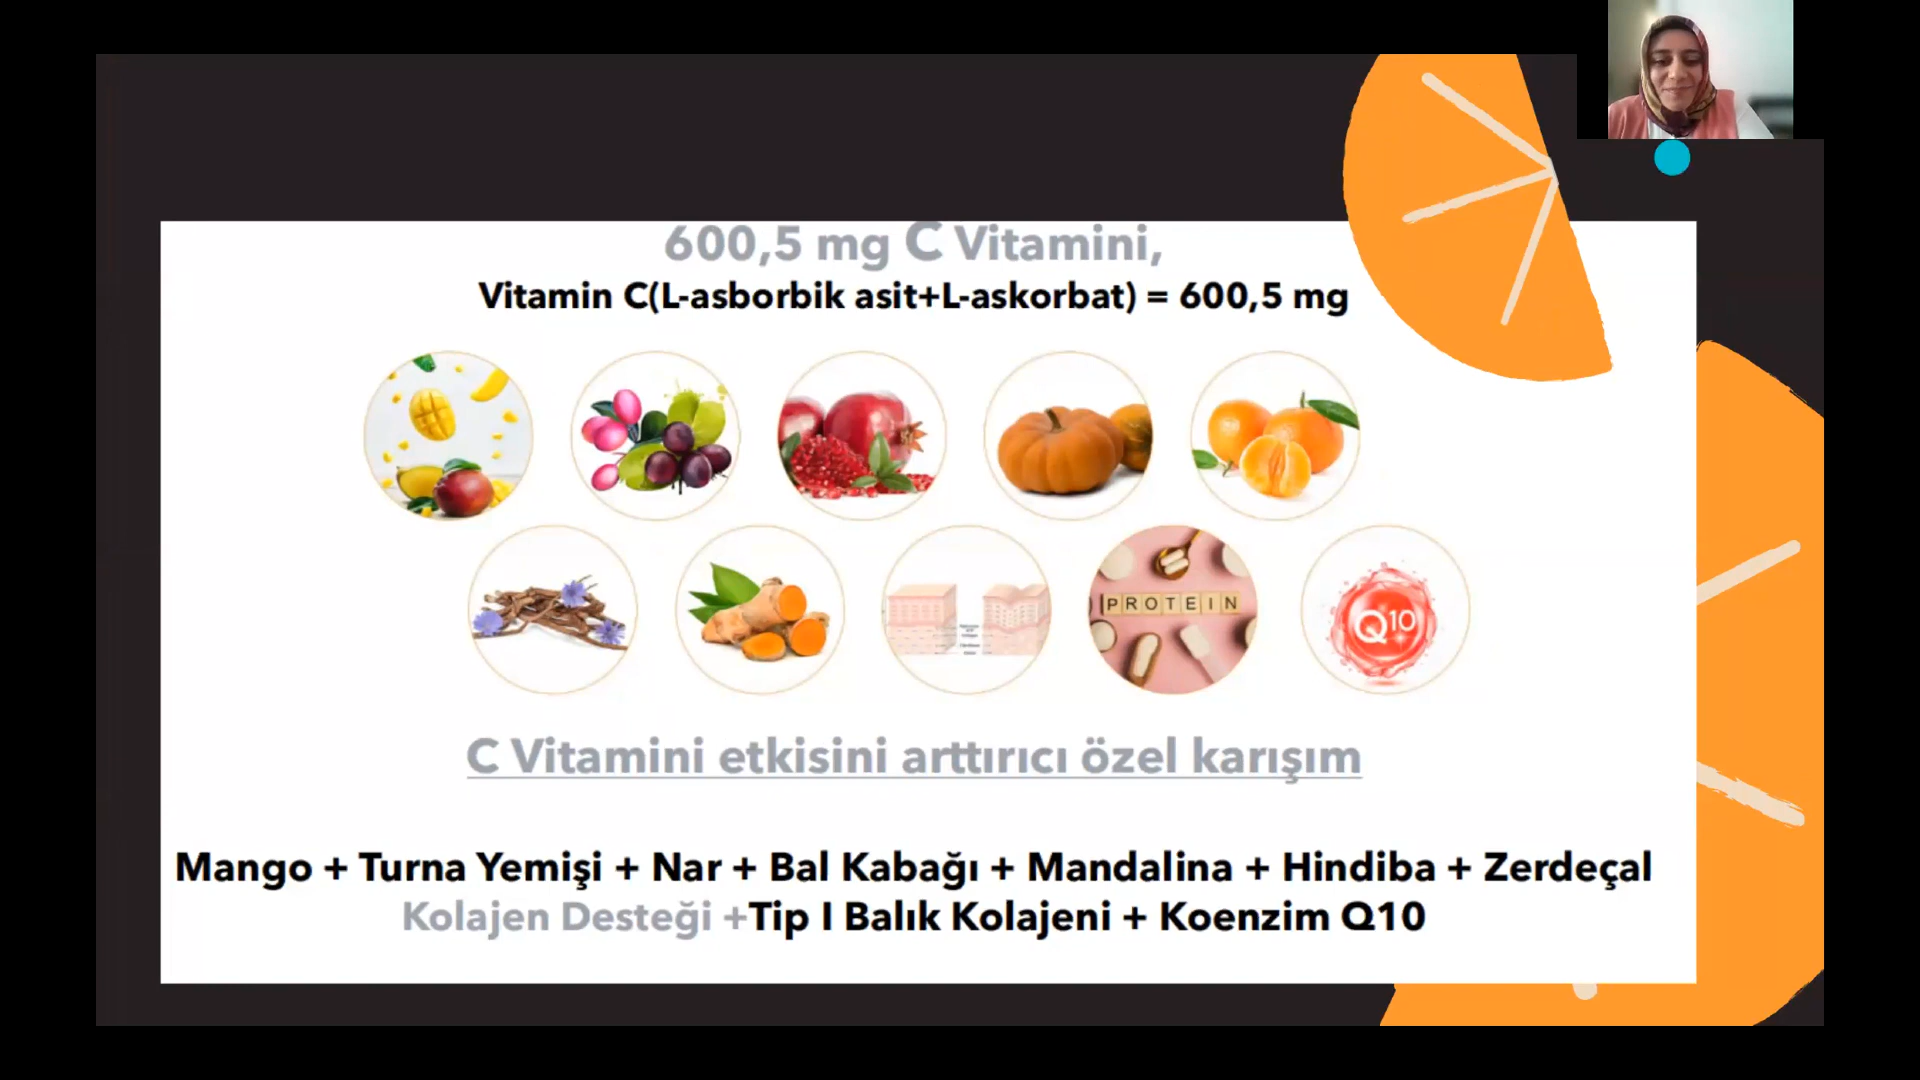 600,5 mg C Vitamini,
Vitamin C(L-asborbik asit+L-askorbat) = 600,5 mg
PROTEIN
Q10
C Vitamini etkisini arttırıcı özel karışım
Mango + Turna Yemişi + Nar + Bal Kabağı + Mandalina + Hindiba + Zerdeçal
Kolajen Desteği +Tip I Balık Kolajeni + Koenzim Q10